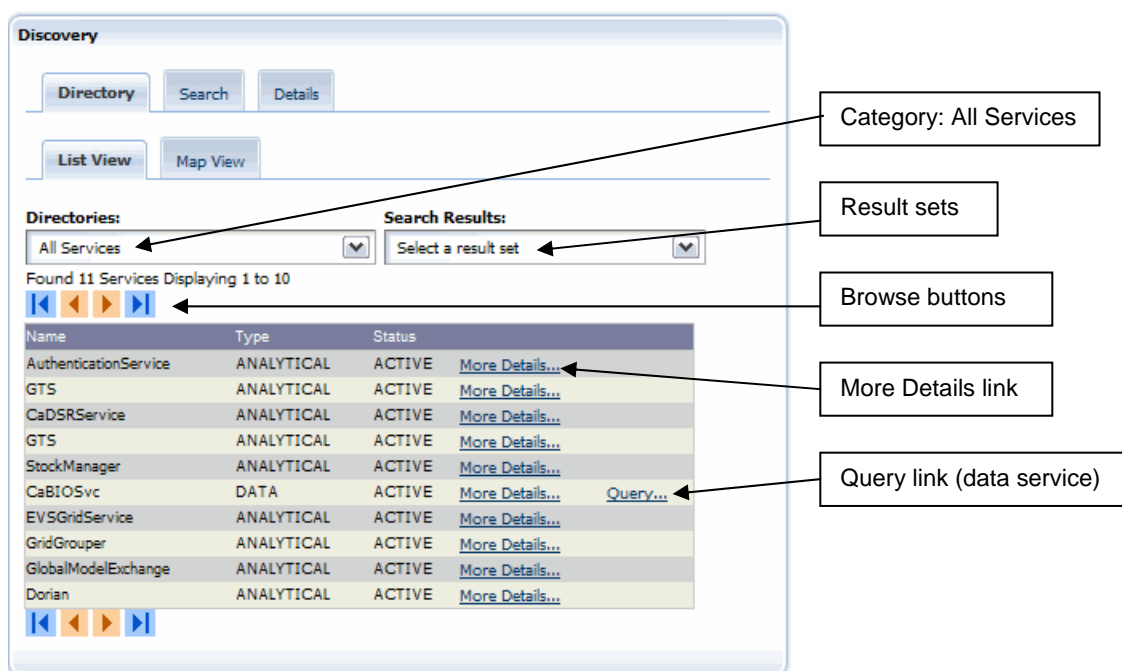 Discovery
Directory Search Details
List View Map View
Category: All Services
Directories: Search Results:
All Services Select a result set
Result sets
Found 11 Services Displaying 1 to 10
Browse buttons
Name Type Status
AuthenticationService ANALYTICAL ACTIVE More Details...
GTS ANALYTICAL ACTIVE More Details...
CaDSRService ANALYTICAL ACTIVE More Details...
GTS ANALYTICAL ACTIVE More Details...
StockManager ANALYTICAL ACTIVE More Details...
CaBIOSvc DATA ACTIVE More Details... Query...
EVSGridService ANALYTICAL ACTIVE More Details...
GridGrouper ANALYTICAL ACTIVE More Details...
GlobalModelExchange ANALYTICAL ACTIVE More Details...
Dorian ANALYTICAL ACTIVE More Details...
More Details link
Query link (data service)